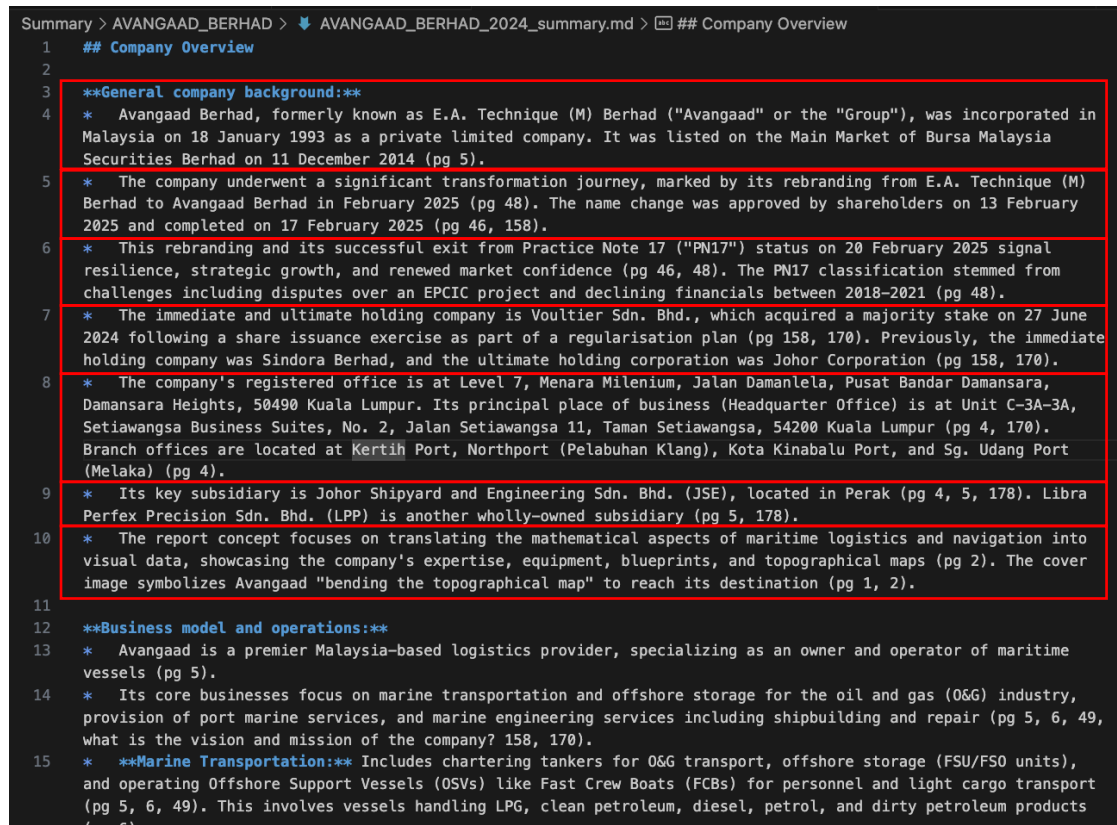 Summary > AVANGAAD_BERHAD > AVANGAAD_BERHAD_2024_summary.md > ## Company Overview
1 ## Company Overview
2
3 **General company background:**
4 * Avangaad Berhad, formerly known as E.A. Technique (M) Berhad ("Avangaad" or the "Group"), was incorporated in
Malaysia on 18 January 1993 as a private limited company. It was listed on the Main Market of Bursa Malaysia
Securities Berhad on 11 December 2014 (pg 5).
5 * The company underwent a significant transformation journey, marked by its rebranding from E.A. Technique (M)
Berhad to Avangaad Berhad in February 2025 (pg 48). The name change was approved by shareholders on 13 February
2025 and completed on 17 February 2025 (pg 46, 158).
6 * This rebranding and its successful exit from Practice Note 17 ("PN17") status on 20 February 2025 signal
resilience, strategic growth, and renewed market confidence (pg 46, 48). The PN17 classification stemmed from
challenges including disputes over an EPCIC project and declining financials between 2018-2021 (pg 48).
7 * The immediate and ultimate holding company is Voultier Sdn. Bhd., which acquired a majority stake on 27 June
2024 following a share issuance exercise as part of a regularisation plan (pg 158, 170). Previously, the immediate
holding company was Sindora Berhad, and the ultimate holding corporation was Johor Corporation (pg 158, 170).
8 * The company's registered office is at Level 7, Menara Milenium, Jalan Damanlela, Pusat Bandar Damansara,
Damansara Heights, 50490 Kuala Lumpur. Its principal place of business (Headquarter Office) is at Unit C-3A-3A,
Setiawangsa Business Suites, No. 2, Jalan Setiawangsa 11, Taman Setiawangsa, 54200 Kuala Lumpur (pg 4, 170).
Branch offices are located at Kertih Port, Northport (Pelabuhan Klang), Kota Kinabalu Port, and Sg. Udang Port
(Melaka) (pg 4).
9 * Its key subsidiary is Johor Shipyard and Engineering Sdn. Bhd. (JSE), located in Perak (pg 4, 5, 178). Libra
Perfex Precision Sdn. Bhd. (LPP) is another wholly-owned subsidiary (pg 5, 178).
10 * The report concept focuses on translating the mathematical aspects of maritime logistics and navigation into
visual data, showcasing the company's expertise, equipment, blueprints, and topographical maps (pg 2). The cover
image symbolizes Avangaad "bending the topographical map" to reach its destination (pg 1, 2).
11
12 **Business model and operations:**
13 * Avangaad is a premier Malaysia-based logistics provider, specializing as an owner and operator of maritime
vessels (pg 5).
14 * Its core businesses focus on marine transportation and offshore storage for the oil and gas (O&G) industry,
provision of port marine services, and marine engineering services including shipbuilding and repair (pg 5, 6, 49,
what is the vision and mission of the company? 158, 170).
15 * **Marine Transportation:** Includes chartering tankers for O&G transport, offshore storage (FSU/FSO units),
and operating Offshore Support Vessels (OSVs) like Fast Crew Boats (FCBs) for personnel and light cargo transport
(pg 5, 6, 49). This involves vessels handling LPG, clean petroleum, diesel, petrol, and dirty petroleum products